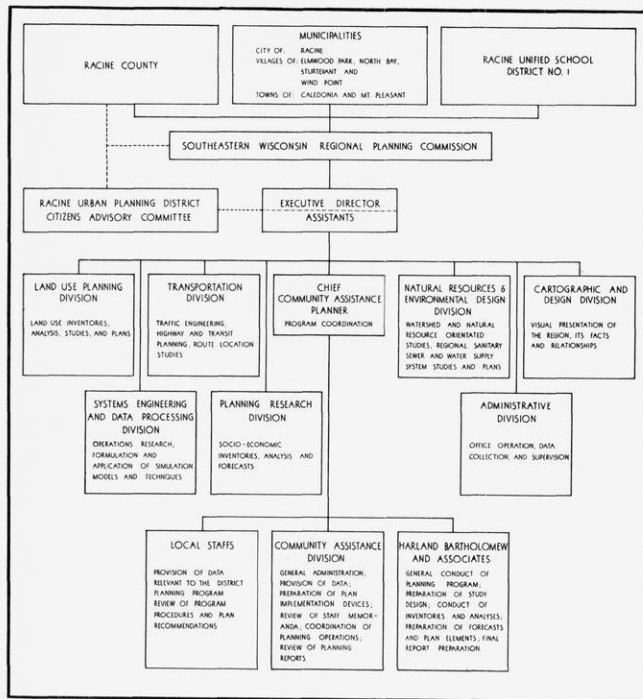 RACINE COUNTY
MUNICIPALITIES
CITY OF: RACINE
VILLAGES OF: ELMWOOD PARK, NORTH BAY,
STURTEVANT AND
WIND POINT
TOWNS OF: CALEDONIA AND MT. PLEASANT
RACINE UNIFIED SCHOOL
DISTRICT NO. I
SOUTHEASTERN WISCONSIN REGIONAL PLANNING COMMISSION
RACINE URBAN PLANNING DISTRICT
CITIZENS ADVISORY COMMITTEE
EXECUTIVE DIRECTOR
ASSISTANTS
LAND USE PLANNING
DIVISION
LAND USE INVENTORIES,
ANALYSIS, STUDIES, AND PLANS
TRANSPORTATION
DIVISION
TRAFFIC ENGINEERING,
HIGHWAY AND TRANSIT
PLANNING, ROUTE LOCATION
STUDIES
CHIEF
COMMUNITY ASSISTANCE
PLANNER
PROGRAM COORDINATION
NATURAL RESOURCES &
ENVIRONMENTAL DESIGN
DIVISION
WATERSHED AND NATURAL
RESOURCE ORIENTATED
STUDIES, REGIONAL SANITARY
SEWER AND WATER SUPPLY
SYSTEM STUDIES AND PLANS
CARTOGRAPHIC AND
DESIGN DIVISION
VISUAL PRESENTATION
OF THE REGION, ITS FACTS
AND RELATIONSHIPS
SYSTEMS ENGINEERING
AND DATA PROCESSING
DIVISION
OPERATIONS RESEARCH,
FORMULATION AND
APPLICATION OF SIMULATION
MODELS AND TECHNIQUES
PLANNING RESEARCH
DIVISION
SOCIO-ECONOMIC
INVENTORIES, ANALYSIS AND
FORECASTS
ADMINISTRATIVE
DIVISION
OFFICE OPERATION, DATA
COLLECTION, AND SUPERVISION
LOCAL STAFFS
PROVISION OF DATA
RELEVANT TO THE DISTRICT
PLANNING PROGRAM
REVIEW OF PROGRAM
PROCEDURES AND PLAN
RECOMMENDATIONS
COMMUNITY ASSISTANCE
DIVISION
GENERAL ADMINISTRATION;
PROVISION OF DATA;
PREPARATION OF PLAN
IMPLEMENTATION DEVICES;
REVIEW OF STAFF MEMOR-
ANDA; COORDINATION OF
PLANNING OPERATIONS;
REVIEW OF PLANNING
REPORTS.
HARLAND BARTHOLOMEW
AND ASSOCIATES
GENERAL CONDUCT OF
PLANNING PROGRAM;
PREPARATION OF STUDY
DESIGN; CONDUCT OF
INVENTORIES AND ANALYSES;
PREPARATION OF FORECASTS
AND PLAN ELEMENTS; FINAL
REPORT PREPARATION.